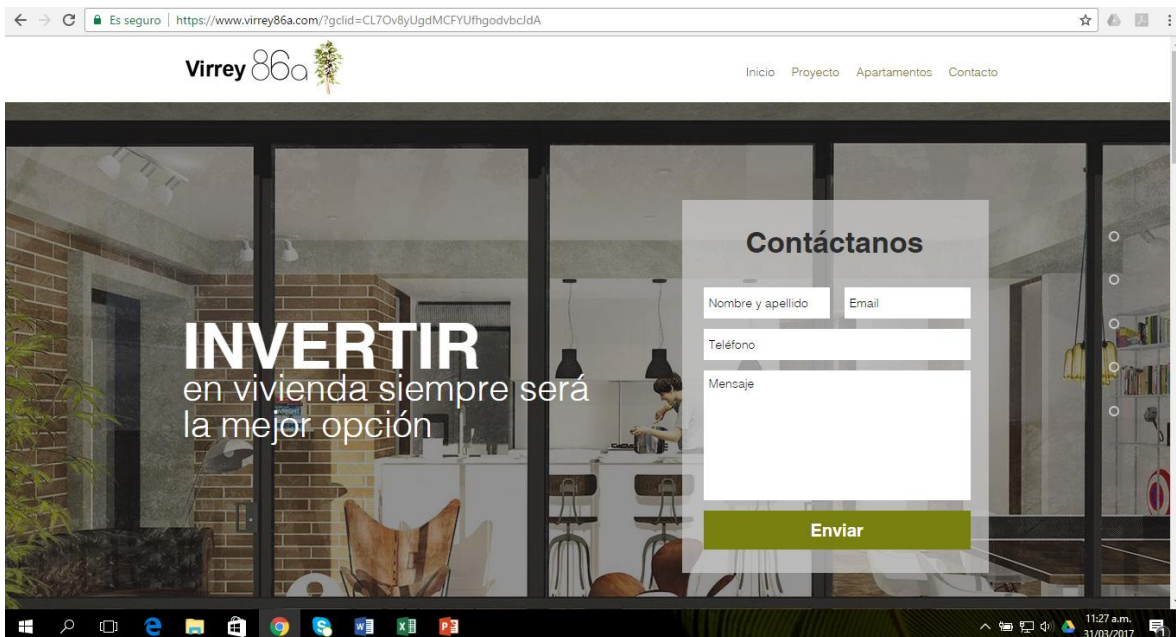 Es seguro | https://www.virrey86a.com/?gclid=CL7Ov8yUgdMCFYUfhgodvbcJdA
Virrey 86a
Inicio Proyecto Apartamentos Contacto
Contáctanos
Nombre y apellido Email
Teléfono
Mensaje
Enviar
INVERTIR
en vivienda siempre será
la mejor opción
11:27 a.m.
31/03/2017